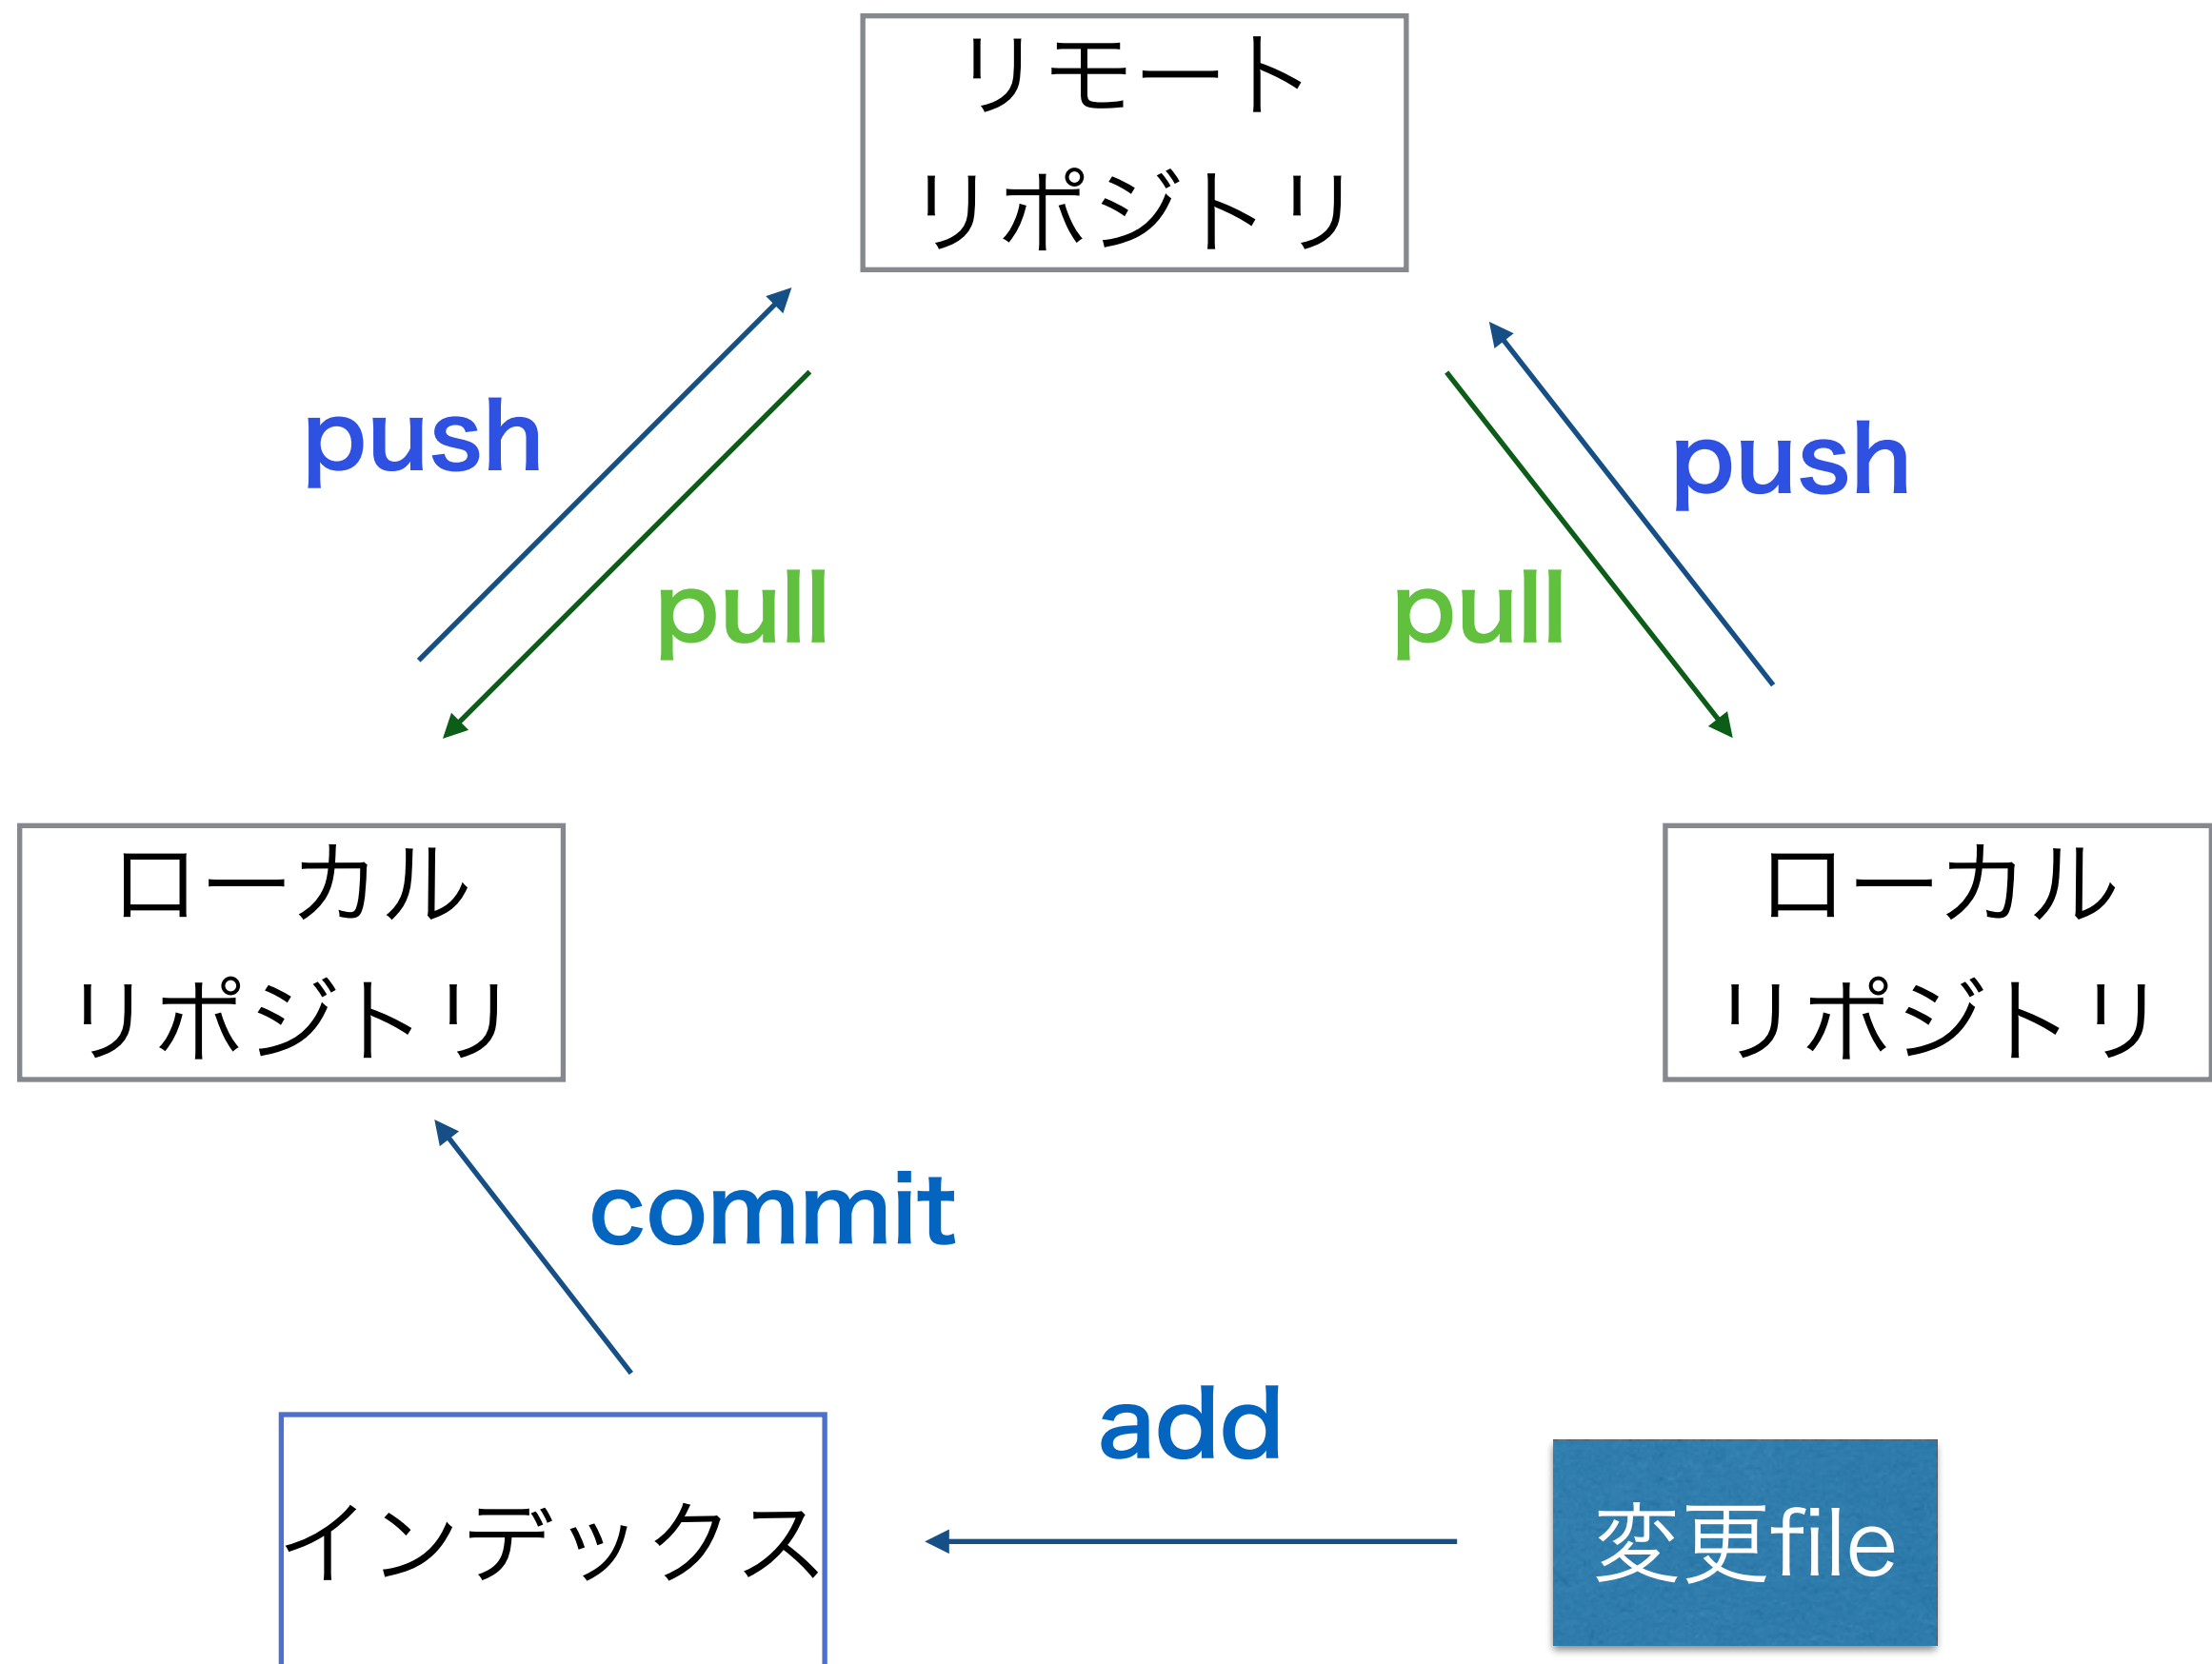 リモート
リポジトリ
push
push
pull
pull
ローカル
リポジトリ
ローカル
リポジトリ
commit
add
インデックス
変更file